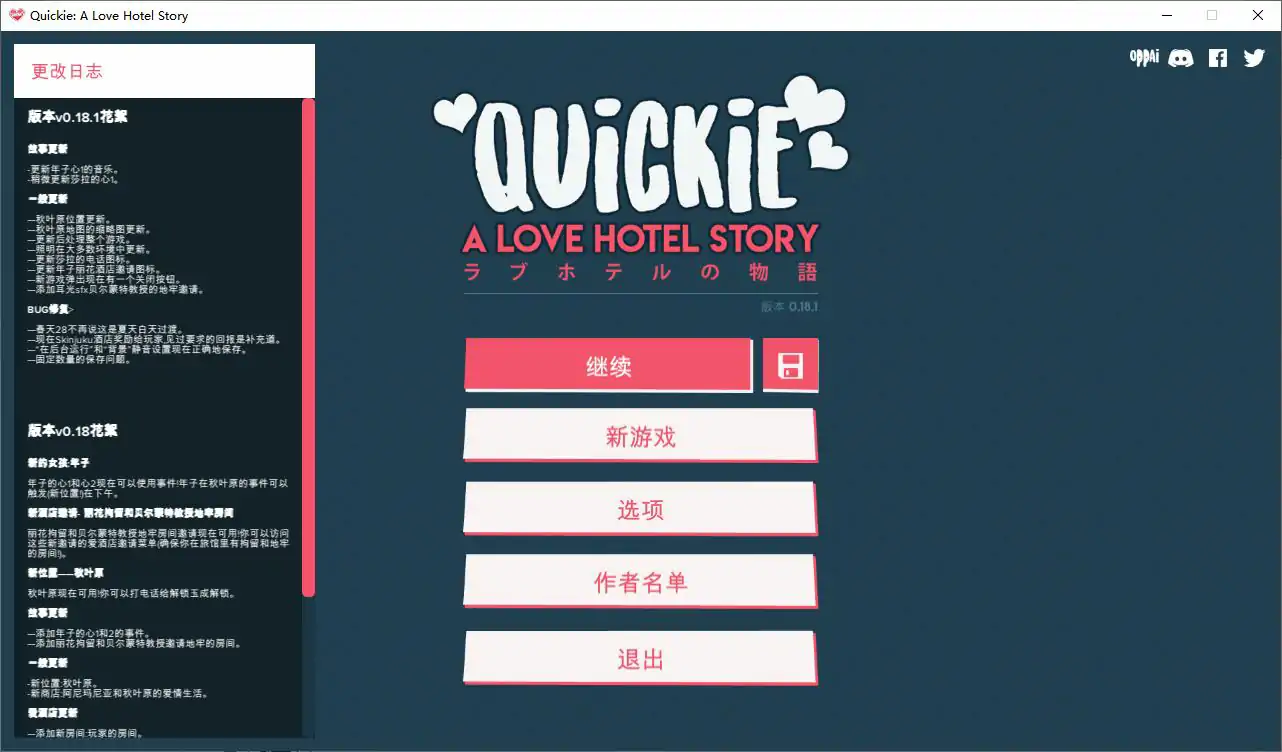 Quickie: A Love Hotel Story
更改日志
OPPAi
版本v0.18.1花絮
故事更新
-更新年子心1的音乐。
-稍微更新莎拉的心1。
一般更新
—秋叶原位置更新。
—秋叶原地图的缩略图更新。
—更新后处理整个游戏。
—照明在大多数环境中更新。
—更新莎拉的电话图标。
—更新年子丽花酒店邀请图标。
—新游戏弹出现在有一个关闭按钮。
—添加耳光sfx贝尔蒙特教授的地牢邀请。
BUG修复>
—春天28不再说这是夏天白天过渡。
—现在Skinjuku酒店奖励给玩家,见过要求的回报是补充道。
—“在后台运行”和“背景”静音设置现在正确地保存。
—固定数量的保存问题。
版本v0.18花絮
新的女孩:年子
年子的心1和心2现在可以使用事件!年子在秋叶原的事件可以
触发(新位置!)在下午。
新酒店邀请- 丽花拘留和贝尔蒙特教授地牢房间
丽花拘留和贝尔蒙特教授地牢房间邀请现在可用!你可以访问
这些新邀请的爱酒店邀请菜单(确保你在旅馆里有拘留和地牢
的房间!)。
新位置——秋叶原
秋叶原现在可用!你可以打电话给解锁玉成解锁。
故事更新
—添加年子的心1和2的事件。
—添加丽花拘留和贝尔蒙特教授邀请地牢的房间。
一般更新
-新位置:秋叶原。
-新商店:阿尼玛尼亚和秋叶原的爱情生活。
爱酒店更新
—添加新房间:玩家的房间。
QUiCKiE
A LOVE HOTEL STORY
ラブホテルの物語
版本 0.18.1
继续
新游戏
选项
作者名单
退出